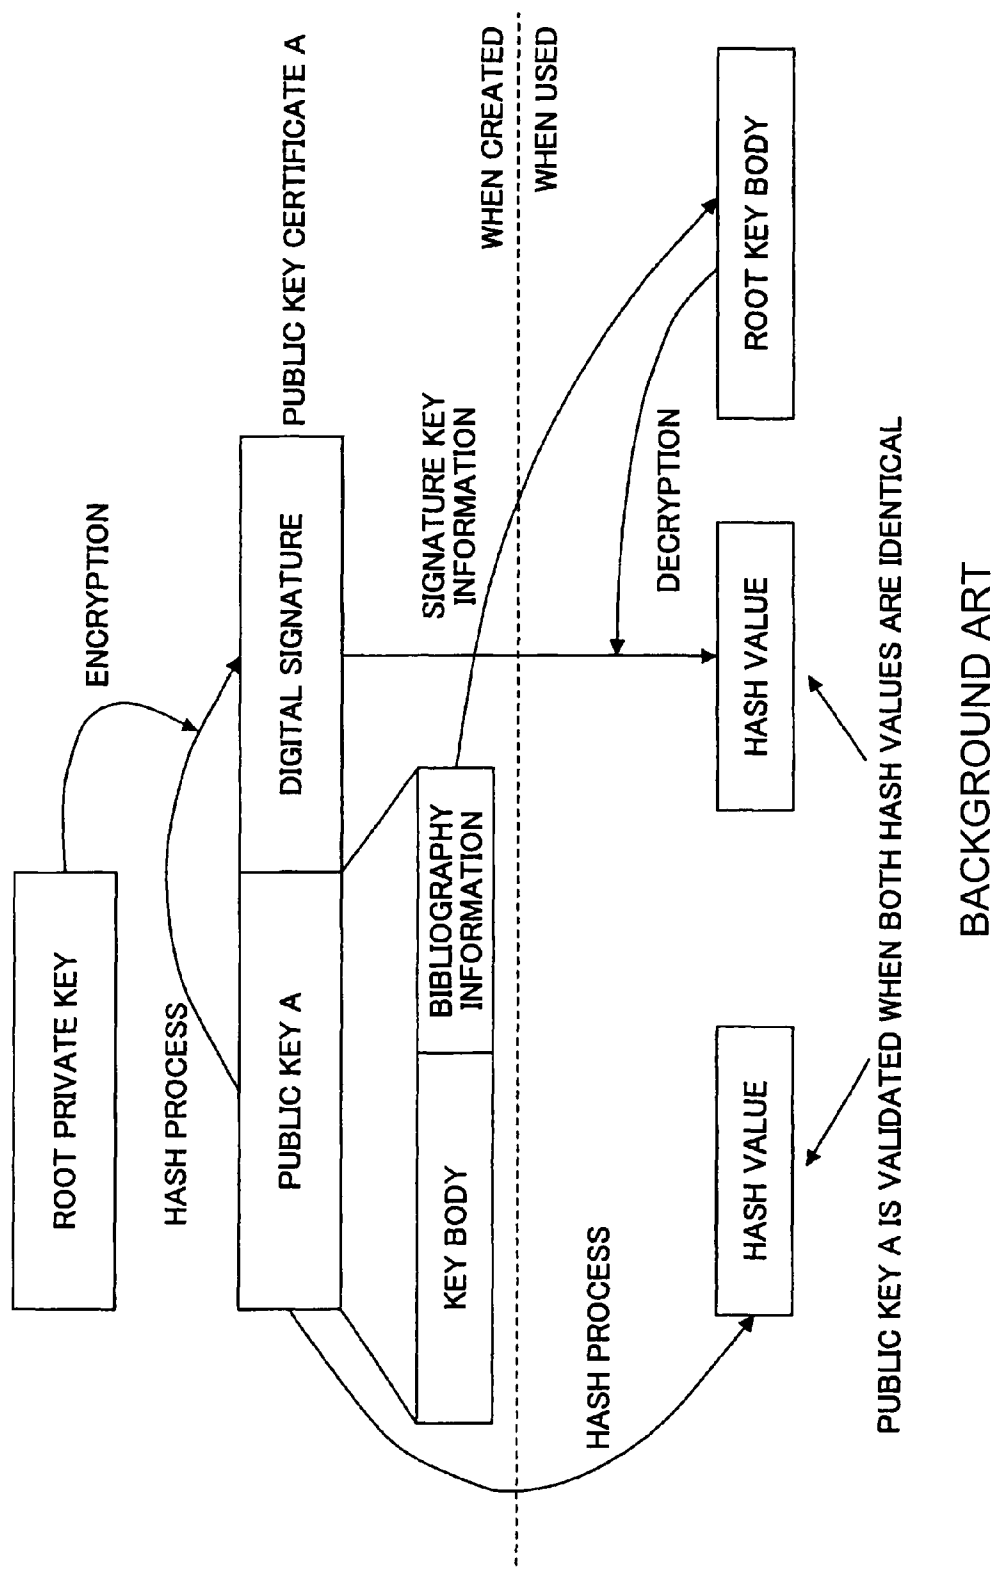 ROOT PRIVATE KEY
ENCRYPTION
HASH PROCESS
PUBLIC KEY A
DIGITAL SIGNATURE
PUBLIC KEY CERTIFICATE A
KEY BODY
BIBLIOGRAPHY
INFORMATION
SIGNATURE KEY
INFORMATION
WHEN CREATED
WHEN USED
HASH PROCESS
DECRYPTION
HASH VALUE
HASH VALUE
ROOT KEY BODY
PUBLIC KEY A IS VALIDATED WHEN BOTH HASH VALUES ARE IDENTICAL
BACKGROUND ART